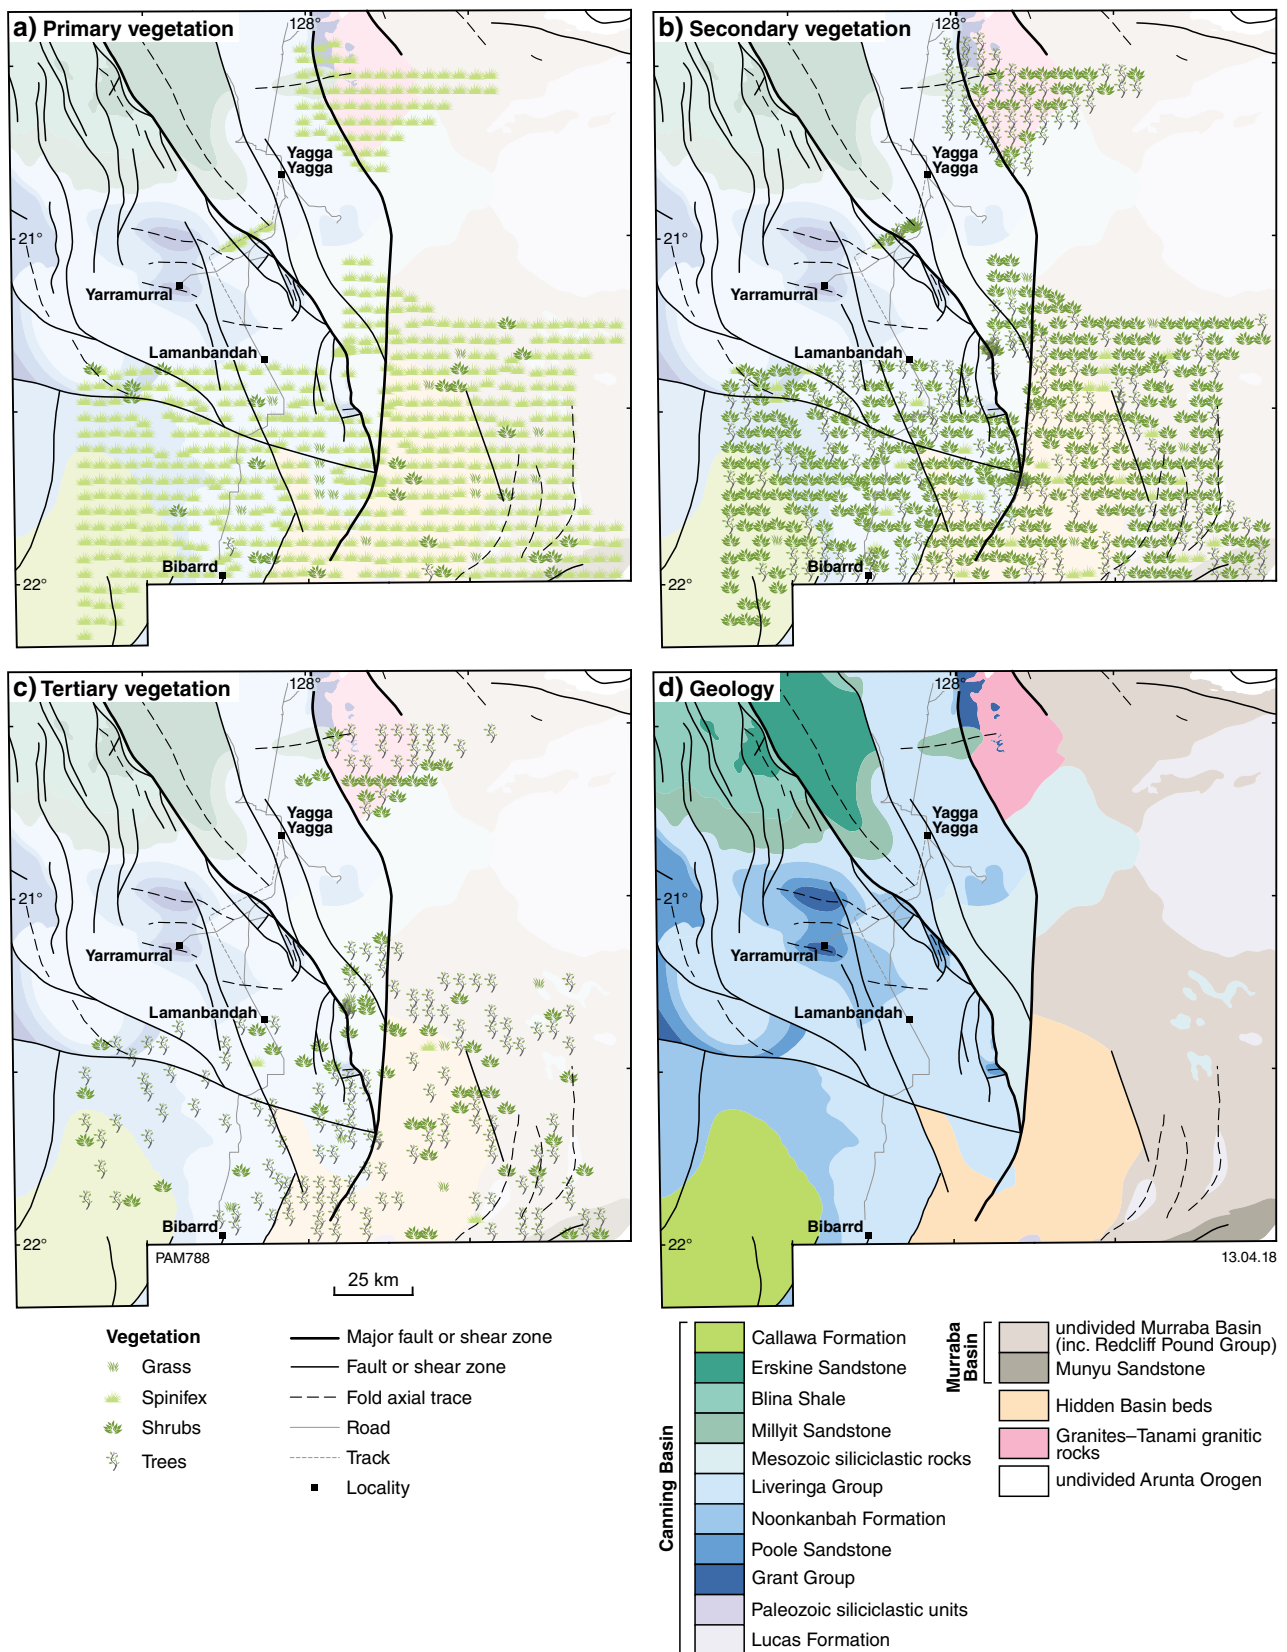 a) Primary vegetation
128°
Yagga
Yagga
21°
Yarramurral
Lamanbandah
Bibarrd
22°
b) Secondary vegetation
128°
Yagga
Yagga
21°
Yarramurral
Lamanbandah
Bibarrd
22°
c) Tertiary vegetation
128°
Yagga
Yagga
21°
Yarramurral
Lamanbandah
Bibarrd
22°
PAM788
d) Geology
128°
Yagga
Yagga
21°
Yarramurral
Lamanbandah
Bibarrd
22°
13.04.18
25 km
Vegetation
Grass
Spinifex
Shrubs
Trees
Major fault or shear zone
Fault or shear zone
Fold axial trace
Road
Track
Locality
Canning Basin
Callawa Formation
Erskine Sandstone
Blina Shale
Millyit Sandstone
Mesozoic siliciclastic rocks
Liveringa Group
Noonkanbah Formation
Poole Sandstone
Grant Group
Paleozoic siliciclastic units
Lucas Formation
Murraba
Basin
undivided Murraba Basin
(inc. Redcliff Pound Group)
Munyu Sandstone
Hidden Basin beds
Granites–Tanami granitic
rocks
undivided Arunta Orogen